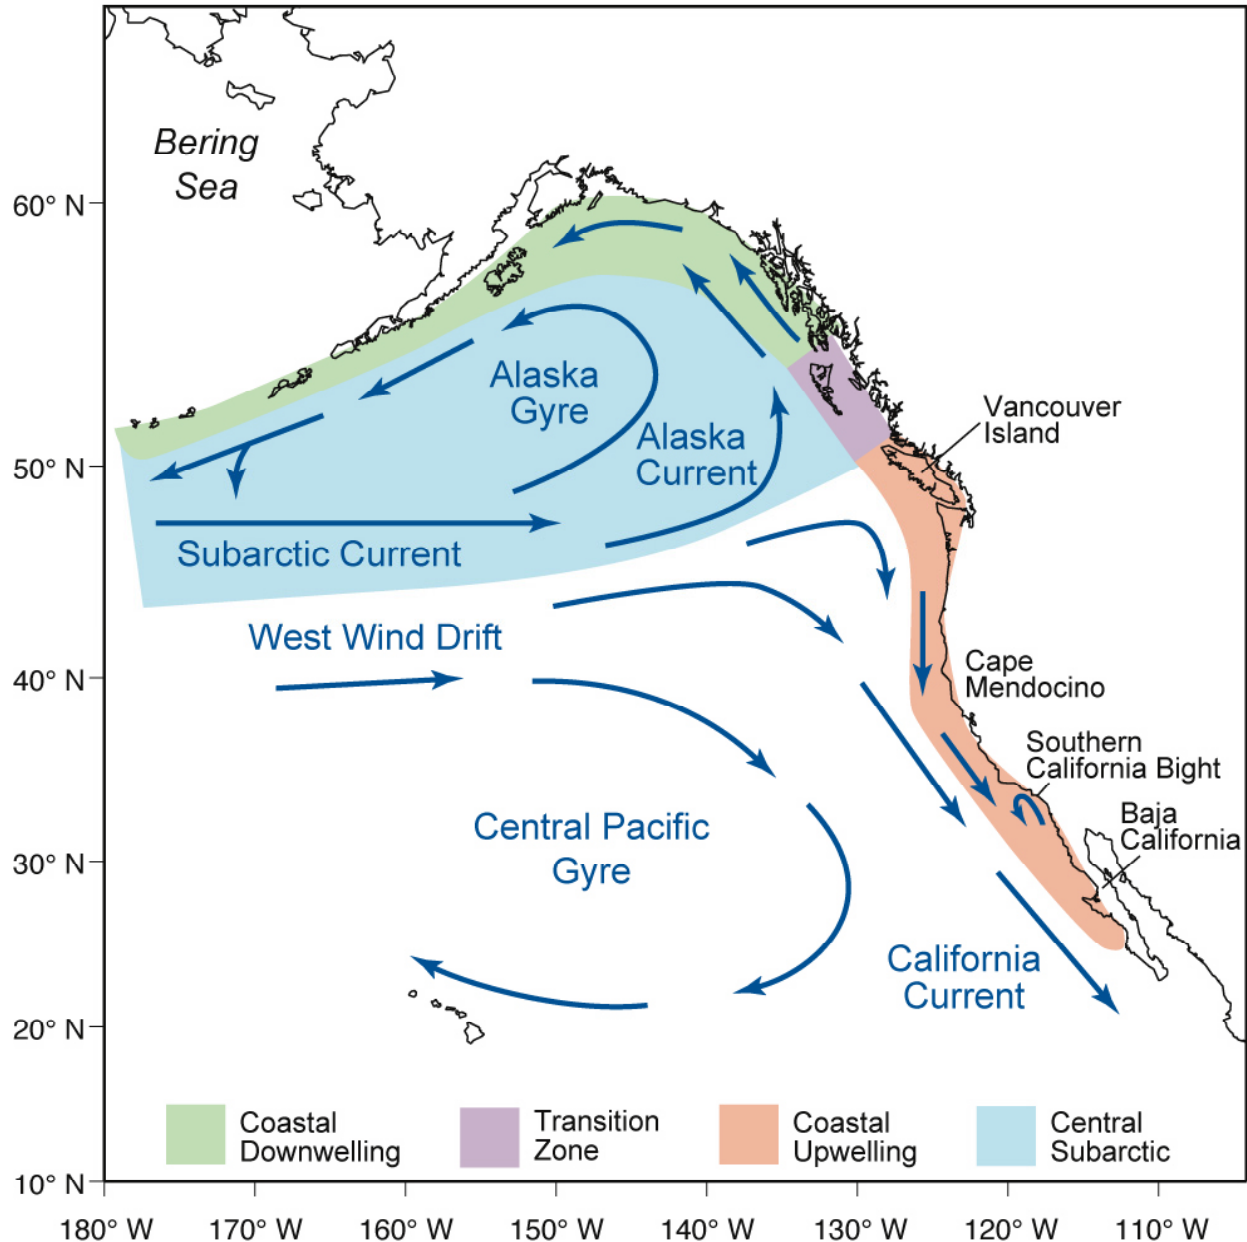 Bering
Sea
60° N
Alaska
Gyre
Alaska
Current
Vancouver
Island
50° N
Subarctic Current
West Wind Drift
Cape
Mendocino
40° N
Southern
California Bight
Baja
California
Central Pacific
Gyre
30° N
California
Current
20° N
Coastal
Downwelling
Transition
Zone
Coastal
Upwelling
Central
Subarctic
10° N
180° W
170° W
160° W
150° W
140° W
130° W
120° W
110° W